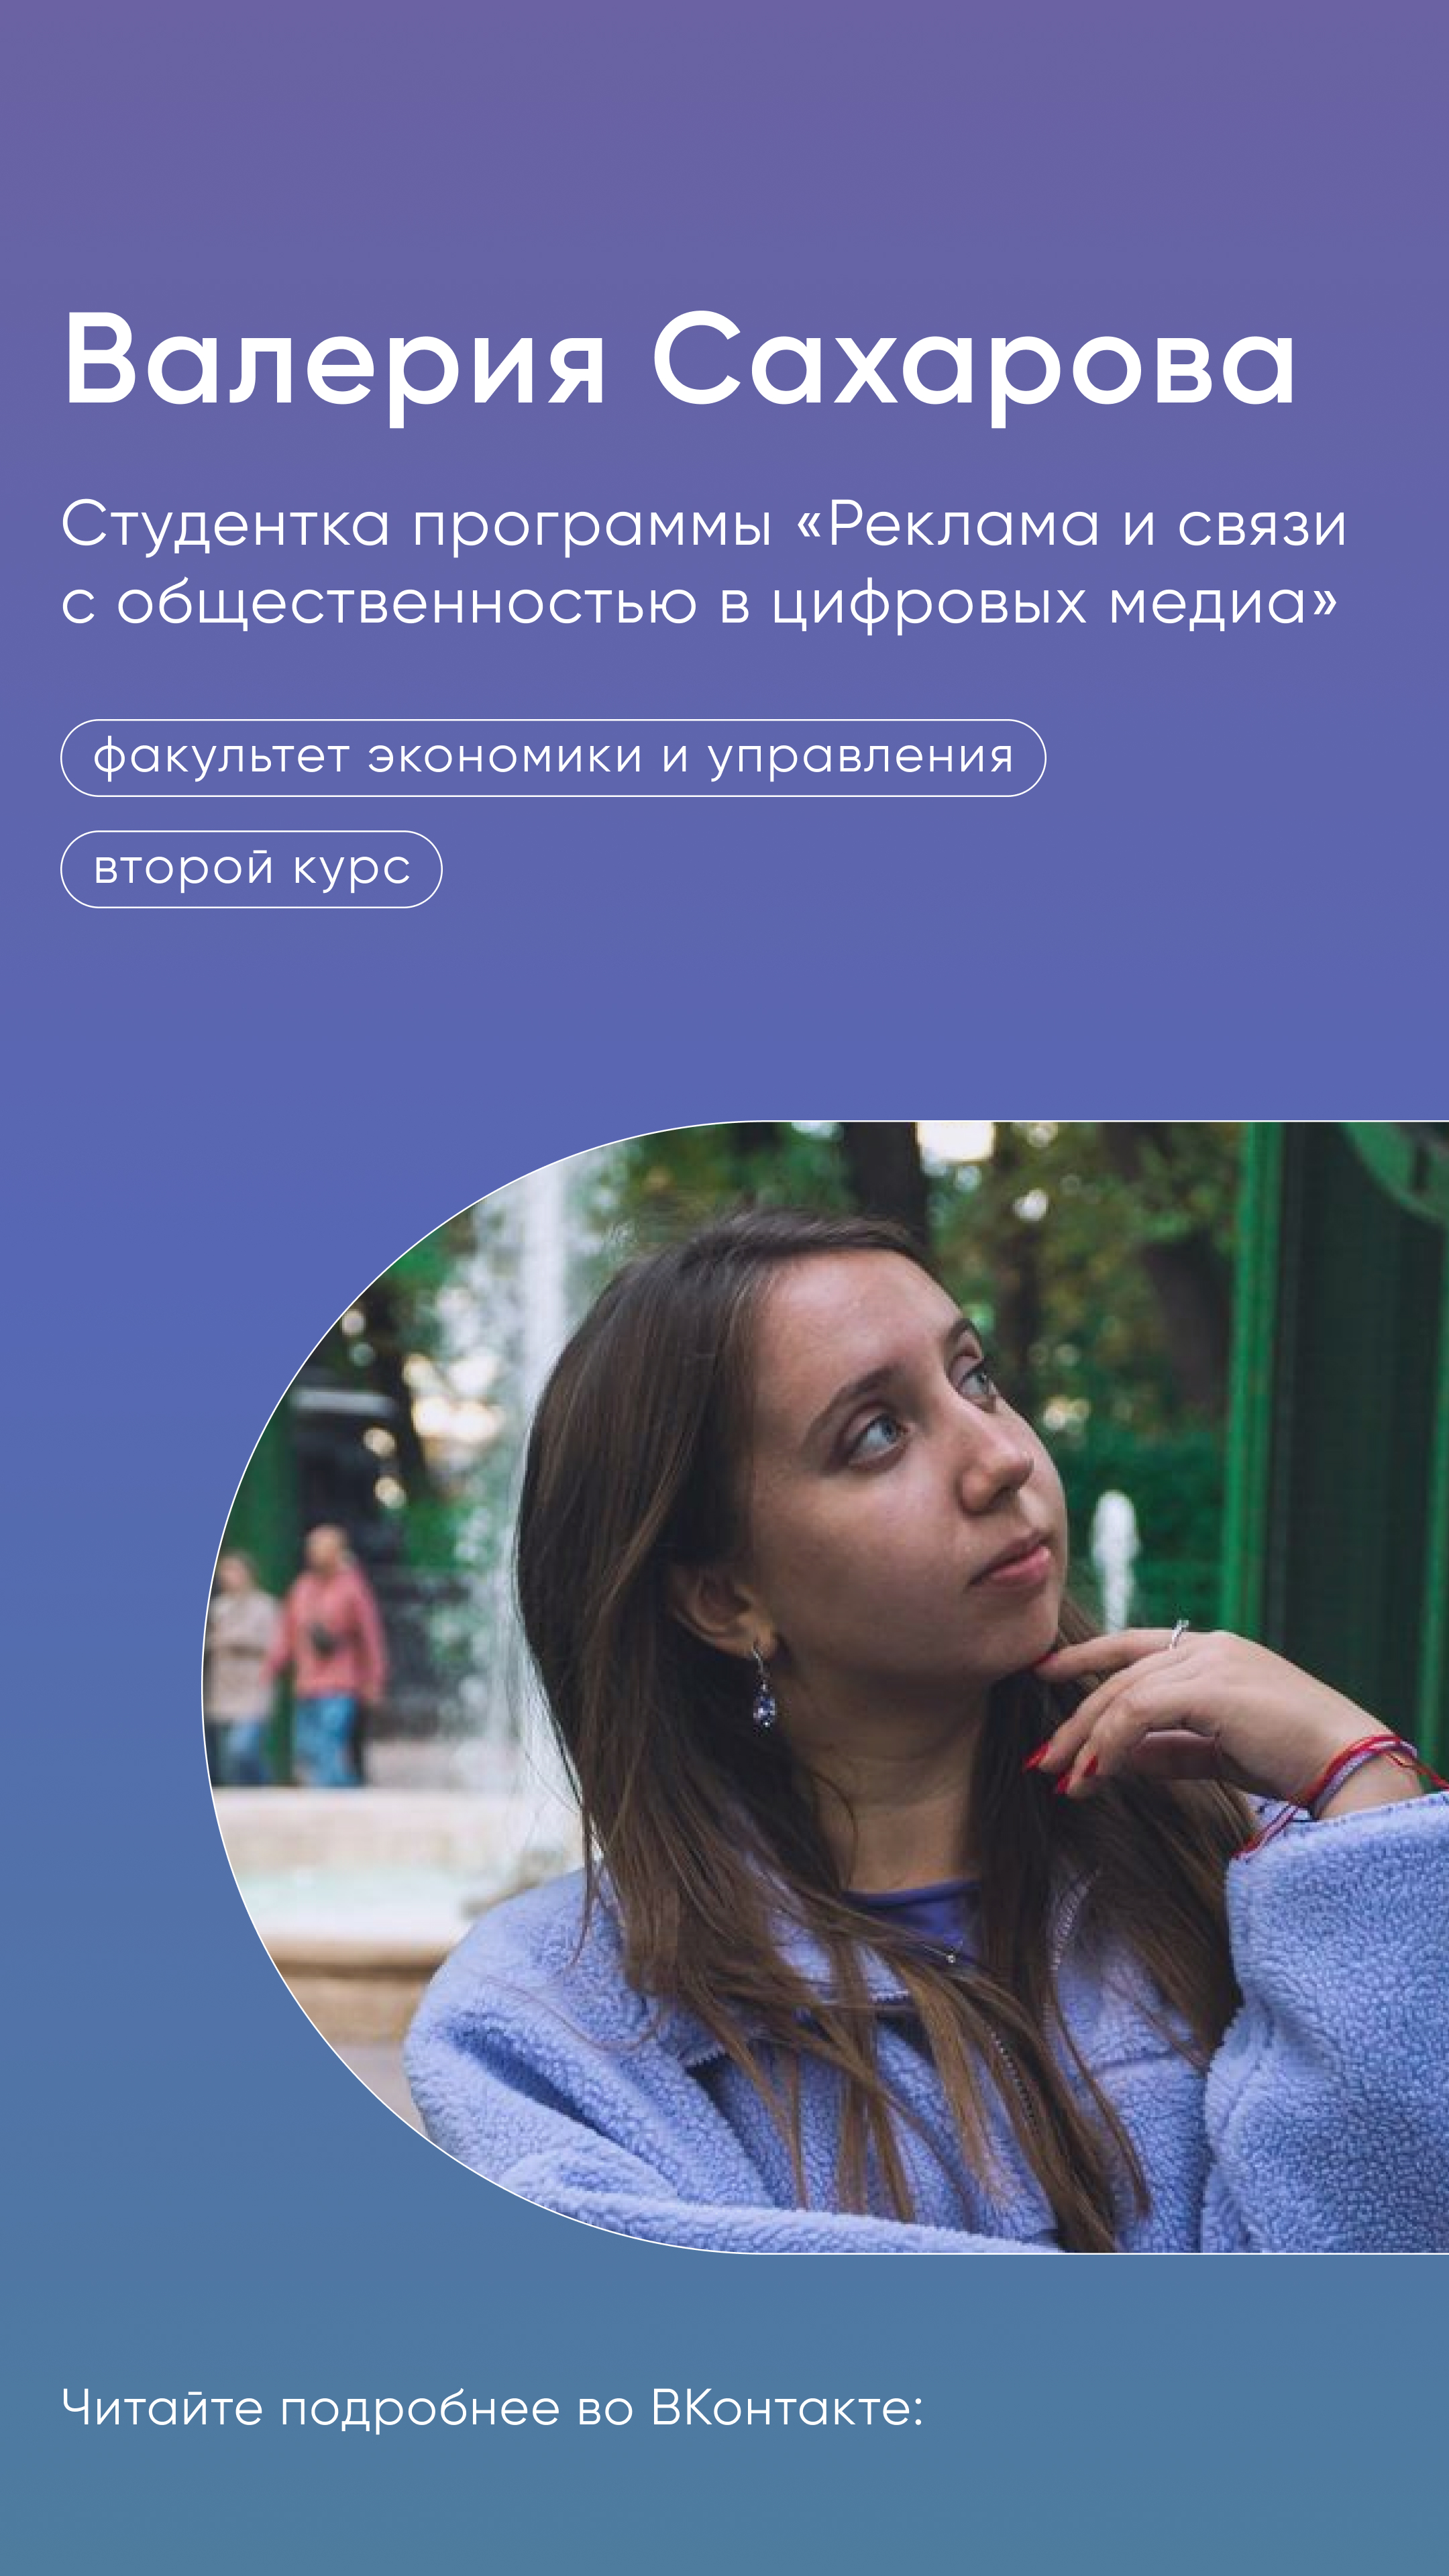 Валерия Сахарова
Студентка программы «Реклама и связи
с общественностью в цифровых медиа»
факультет экономики и управления
второй курс
Читайте подробнее во ВКонтакте: